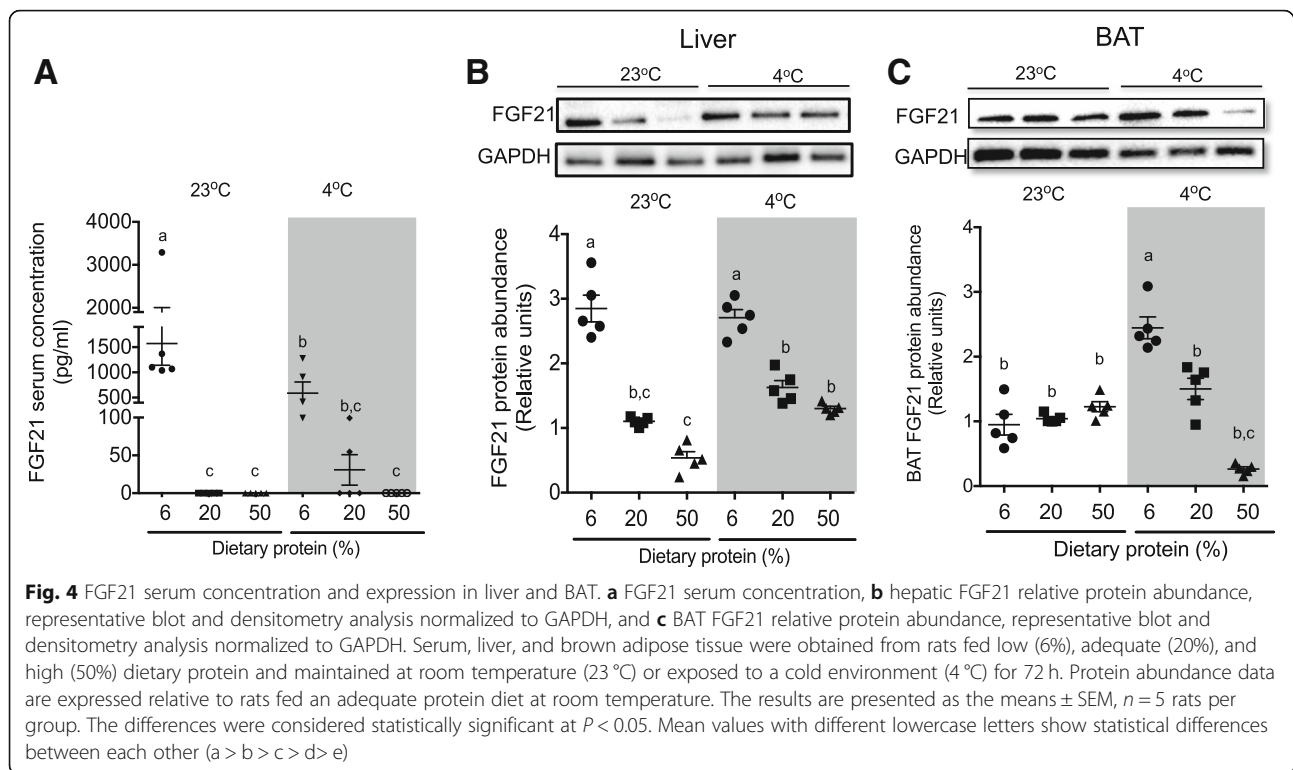 Liver
BAT
A
B
C
23°C
4°C
23°C
4°C
FGF21
GAPDH
FGF21
GAPDH
23°C
4°C
FGF21 serum concentration
(pg/ml)
4000
3000
2000
1500
1000
500
100
50
0
a
c
c
b
b,c
c
6
20
50
6
20
50
Dietary protein (%)
23°C
4°C
FGF21 protein abundance
(Relative units)
4
3
2
1
0
a
b,c
c
a
b
b
6
20
50
6
20
50
Dietary protein (%)
23°C
4°C
BAT FGF21 protein abundance
(Relative units)
4
3
2
1
0
b
b
b
a
b
b,c
6
20
50
6
20
50
Dietary protein (%)
Fig. 4 FGF21 serum concentration and expression in liver and BAT. a FGF21 serum concentration, b hepatic FGF21 relative protein abundance,
representative blot and densitometry analysis normalized to GAPDH, and c BAT FGF21 relative protein abundance, representative blot and
densitometry analysis normalized to GAPDH. Serum, liver, and brown adipose tissue were obtained from rats fed low (6%), adequate (20%), and
high (50%) dietary protein and maintained at room temperature (23 °C) or exposed to a cold environment (4 °C) for 72 h. Protein abundance data
are expressed relative to rats fed an adequate protein diet at room temperature. The results are presented as the means ± SEM, n = 5 rats per
group. The differences were considered statistically significant at P < 0.05. Mean values with different lowercase letters show statistical differences
between each other (a > b > c > d> e)